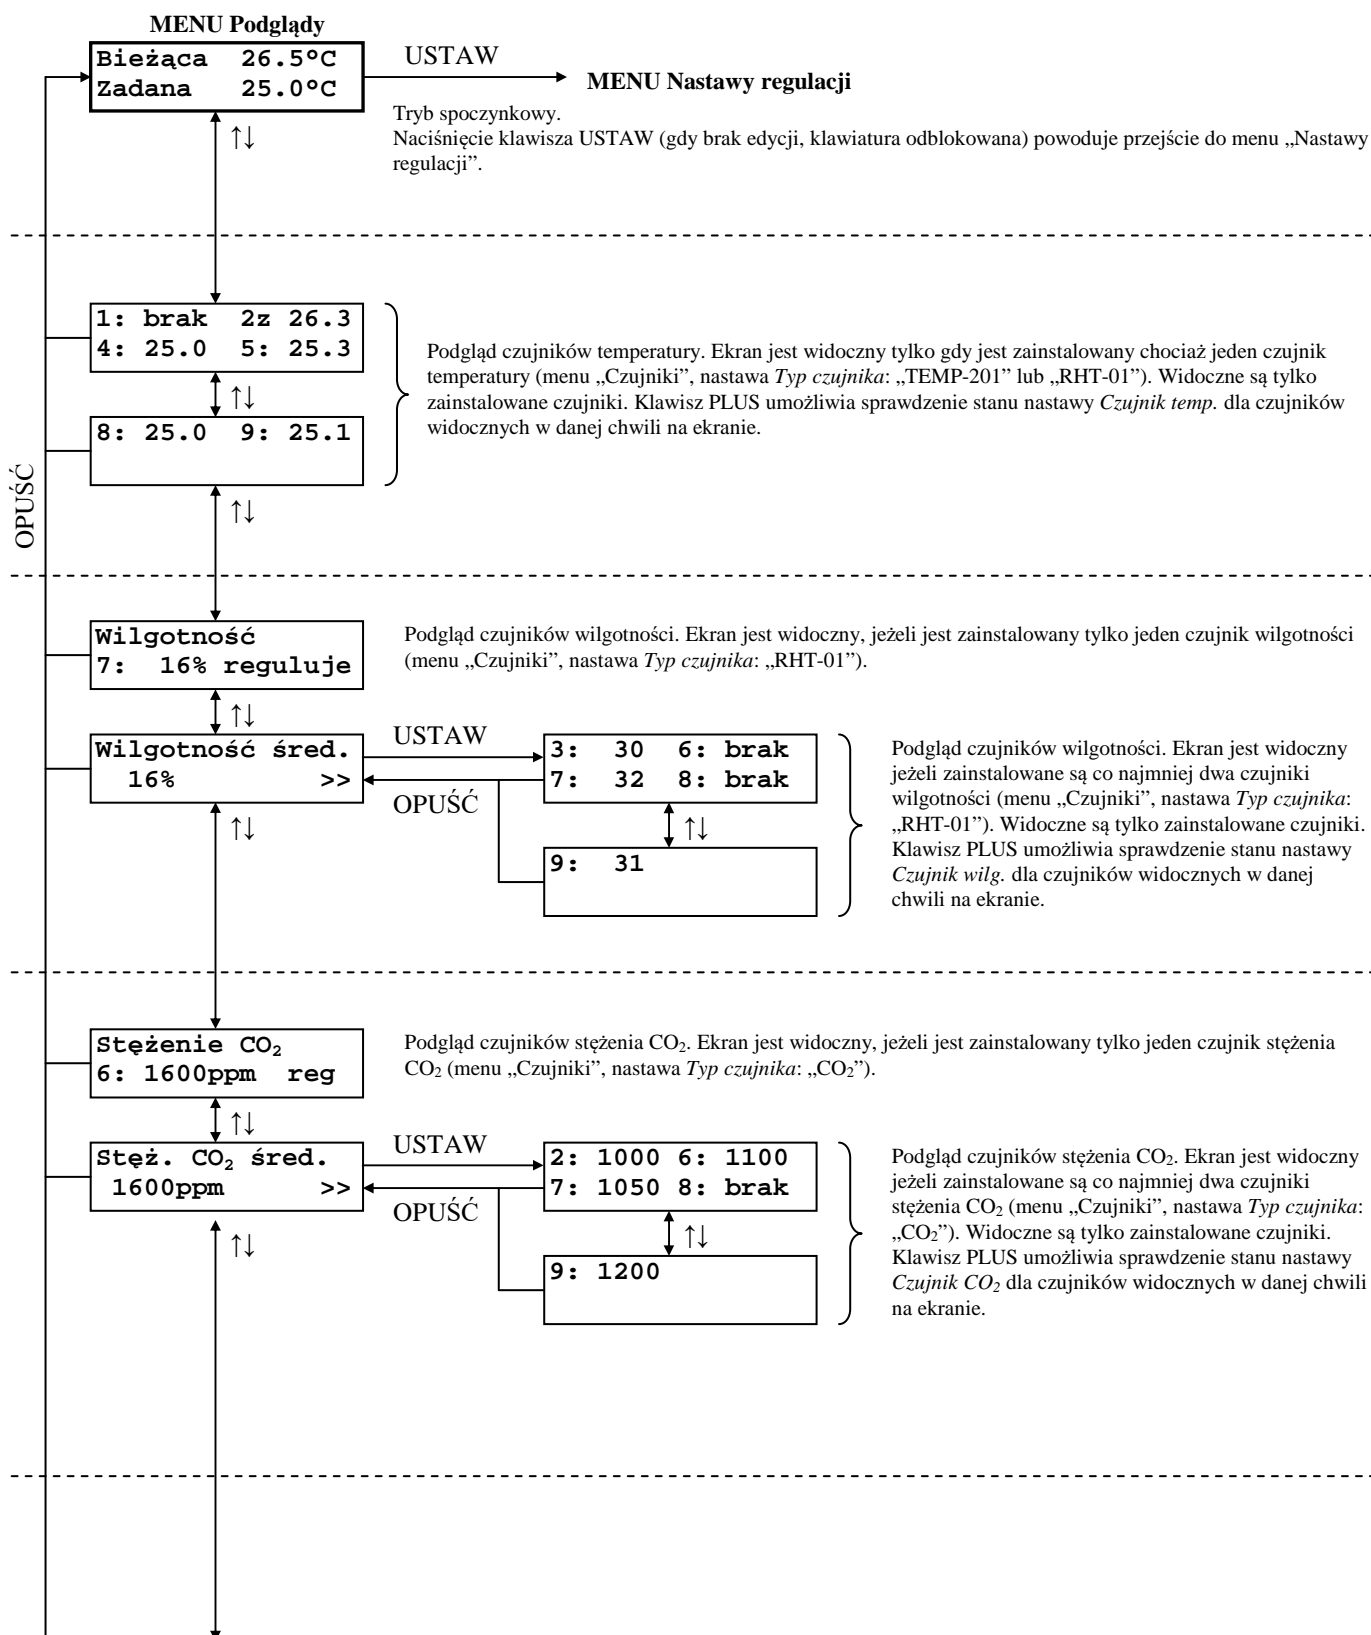 MENU Podglądy
Bieżąca 26.5°C
Zadana 25.0°C
USTAW
MENU Nastawy regulacji
Tryb spoczynkowy.
Naciśnięcie klawisza USTAW (gdy brak edycji, klawiatura odblokowana) powoduje przejście do menu „Nastawy
regulacji”.
↑↓
OPUŚĆ
1: brak 2z 26.3
4: 25.0 5: 25.3
↑↓
8: 25.0 9: 25.1
↑↓
Podgląd czujników temperatury. Ekran jest widoczny tylko gdy jest zainstalowany chociaż jeden czujnik
temperatury (menu „Czujniki”, nastawa Typ czujnika: „TEMP-201” lub „RHT-01”). Widoczne są tylko
zainstalowane czujniki. Klawisz PLUS umożliwia sprawdzenie stanu nastawy Czujnik temp. dla czujników
widocznych w danej chwili na ekranie.
Wilgotność
7: 16% reguluje
Podgląd czujników wilgotności. Ekran jest widoczny, jeżeli jest zainstalowany tylko jeden czujnik wilgotności
(menu „Czujniki”, nastawa Typ czujnika: „RHT-01”).
↑↓
Wilgotność śred.
16% >>
↑↓
USTAW
OPUŚĆ
3: 30 6: brak
7: 32 8: brak
↑↓
9: 31
Podgląd czujników wilgotności. Ekran jest widoczny
jeżeli zainstalowane są co najmniej dwa czujniki
wilgotności (menu „Czujniki”, nastawa Typ czujnika:
„RHT-01”). Widoczne są tylko zainstalowane czujniki.
Klawisz PLUS umożliwia sprawdzenie stanu nastawy
Czujnik wilg. dla czujników widocznych w danej
chwili na ekranie.
Stężenie CO₂
6: 1600ppm reg
Podgląd czujników stężenia CO₂. Ekran jest widoczny, jeżeli jest zainstalowany tylko jeden czujnik stężenia
CO₂ (menu „Czujniki”, nastawa Typ czujnika: „CO₂”).
↑↓
Stęż. CO₂ śred.
1600ppm >>
↑↓
USTAW
OPUŚĆ
2: 1000 6: 1100
7: 1050 8: brak
↑↓
9: 1200
Podgląd czujników stężenia CO₂. Ekran jest widoczny
jeżeli zainstalowane są co najmniej dwa czujniki
stężenia CO₂ (menu „Czujniki”, nastawa Typ czujnika:
„CO₂”). Widoczne są tylko zainstalowane czujniki.
Klawisz PLUS umożliwia sprawdzenie stanu nastawy
Czujnik CO₂ dla czujników widocznych w danej chwili
na ekranie.